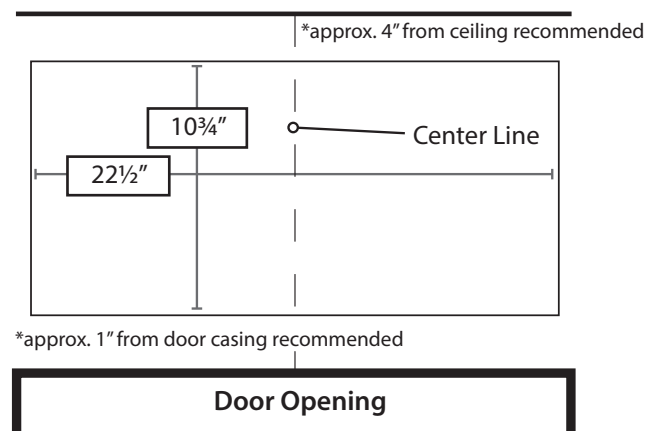 *approx. 4” from ceiling recommended
10¾”
Center Line
22½”
*approx. 1” from door casing recommended
Door Opening